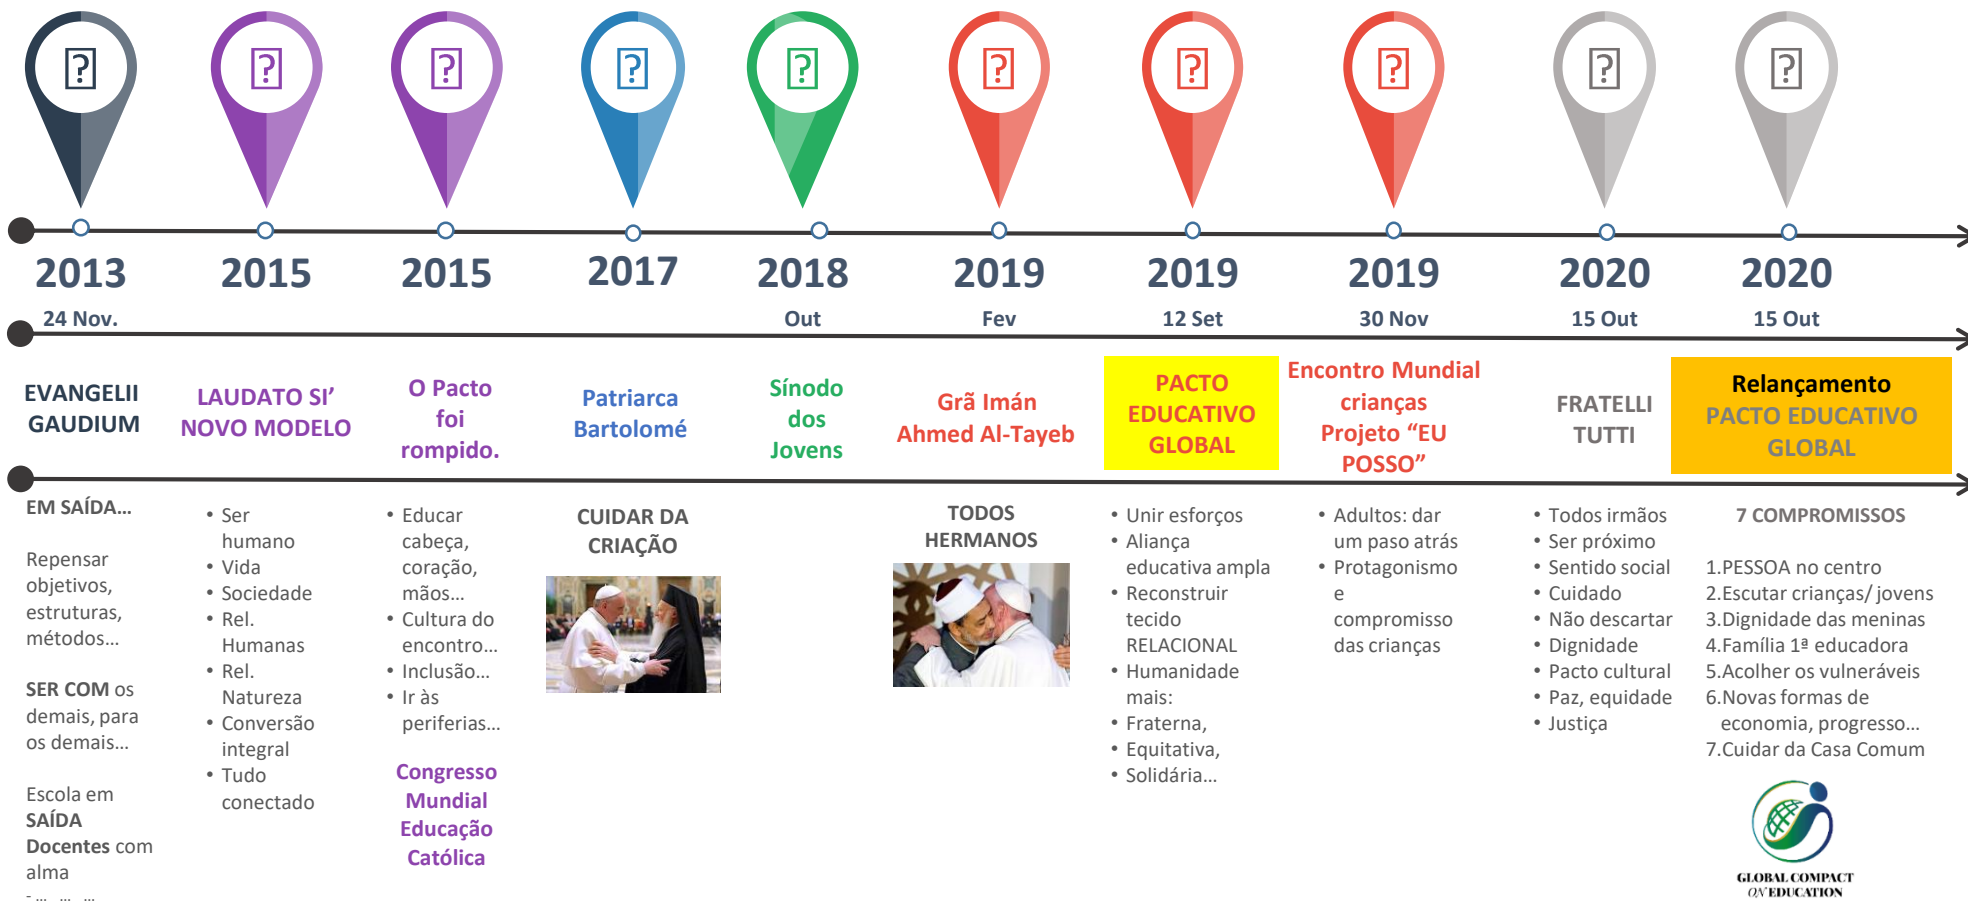 2013
24 Nov.
2015
2015
2017
2018
Out
2019
Fev
2019
12 Set
2019
30 Nov
2020
15 Out
2020
15 Out
EVANGELII
GAUDIUM
LAUDATO SI’
NOVO MODELO
O Pacto
foi
rompido.
Patriarca
Bartolomé
Sínodo
dos
Jovens
Grã Imán
Ahmed Al-Tayeb
PACTO
EDUCATIVO
GLOBAL
Encontro Mundial
crianças
Projeto “EU
POSSO”
FRATELLI
TUTTI
Relançamento
PACTO EDUCATIVO
GLOBAL
EM SAÍDA...
Repensar
objetivos,
estruturas,
métodos...
SER COM os
demais, para
os demais...
Escola em
SAÍDA
Docentes com
alma
• Ser
humano
• Vida
• Sociedade
• Rel.
Humanas
• Rel.
Natureza
• Conversão
integral
• Tudo
conectado
• Educar
cabeça,
coração,
mãos...
• Cultura do
encontro...
• Inclusão...
• Ir às
periferias...
Congresso
Mundial
Educação
Católica
CUIDAR DA
CRIAÇÃO
TODOS
HERMANOS
• Unir esforços
• Aliança
educativa ampla
• Reconstruir
tecido
RELACIONAL
• Humanidade
mais:
• Fraterna,
• Equitativa,
• Solidária...
• Adultos: dar
um paso atrás
• Protagonismo
e
compromisso
das crianças
• Todos irmãos
• Ser próximo
• Sentido social
• Cuidado
• Não descartar
• Dignidade
• Pacto cultural
• Paz, equidade
• Justiça
7 COMPROMISSOS
1.PESSOA no centro
2.Escutar crianças/ jovens
3.Dignidade das meninas
4.Família 1ª educadora
5.Acolher os vulneráveis
6.Novas formas de
economia, progresso...
7.Cuidar da Casa Comum
GLOBAL COMPACT
ON EDUCATION